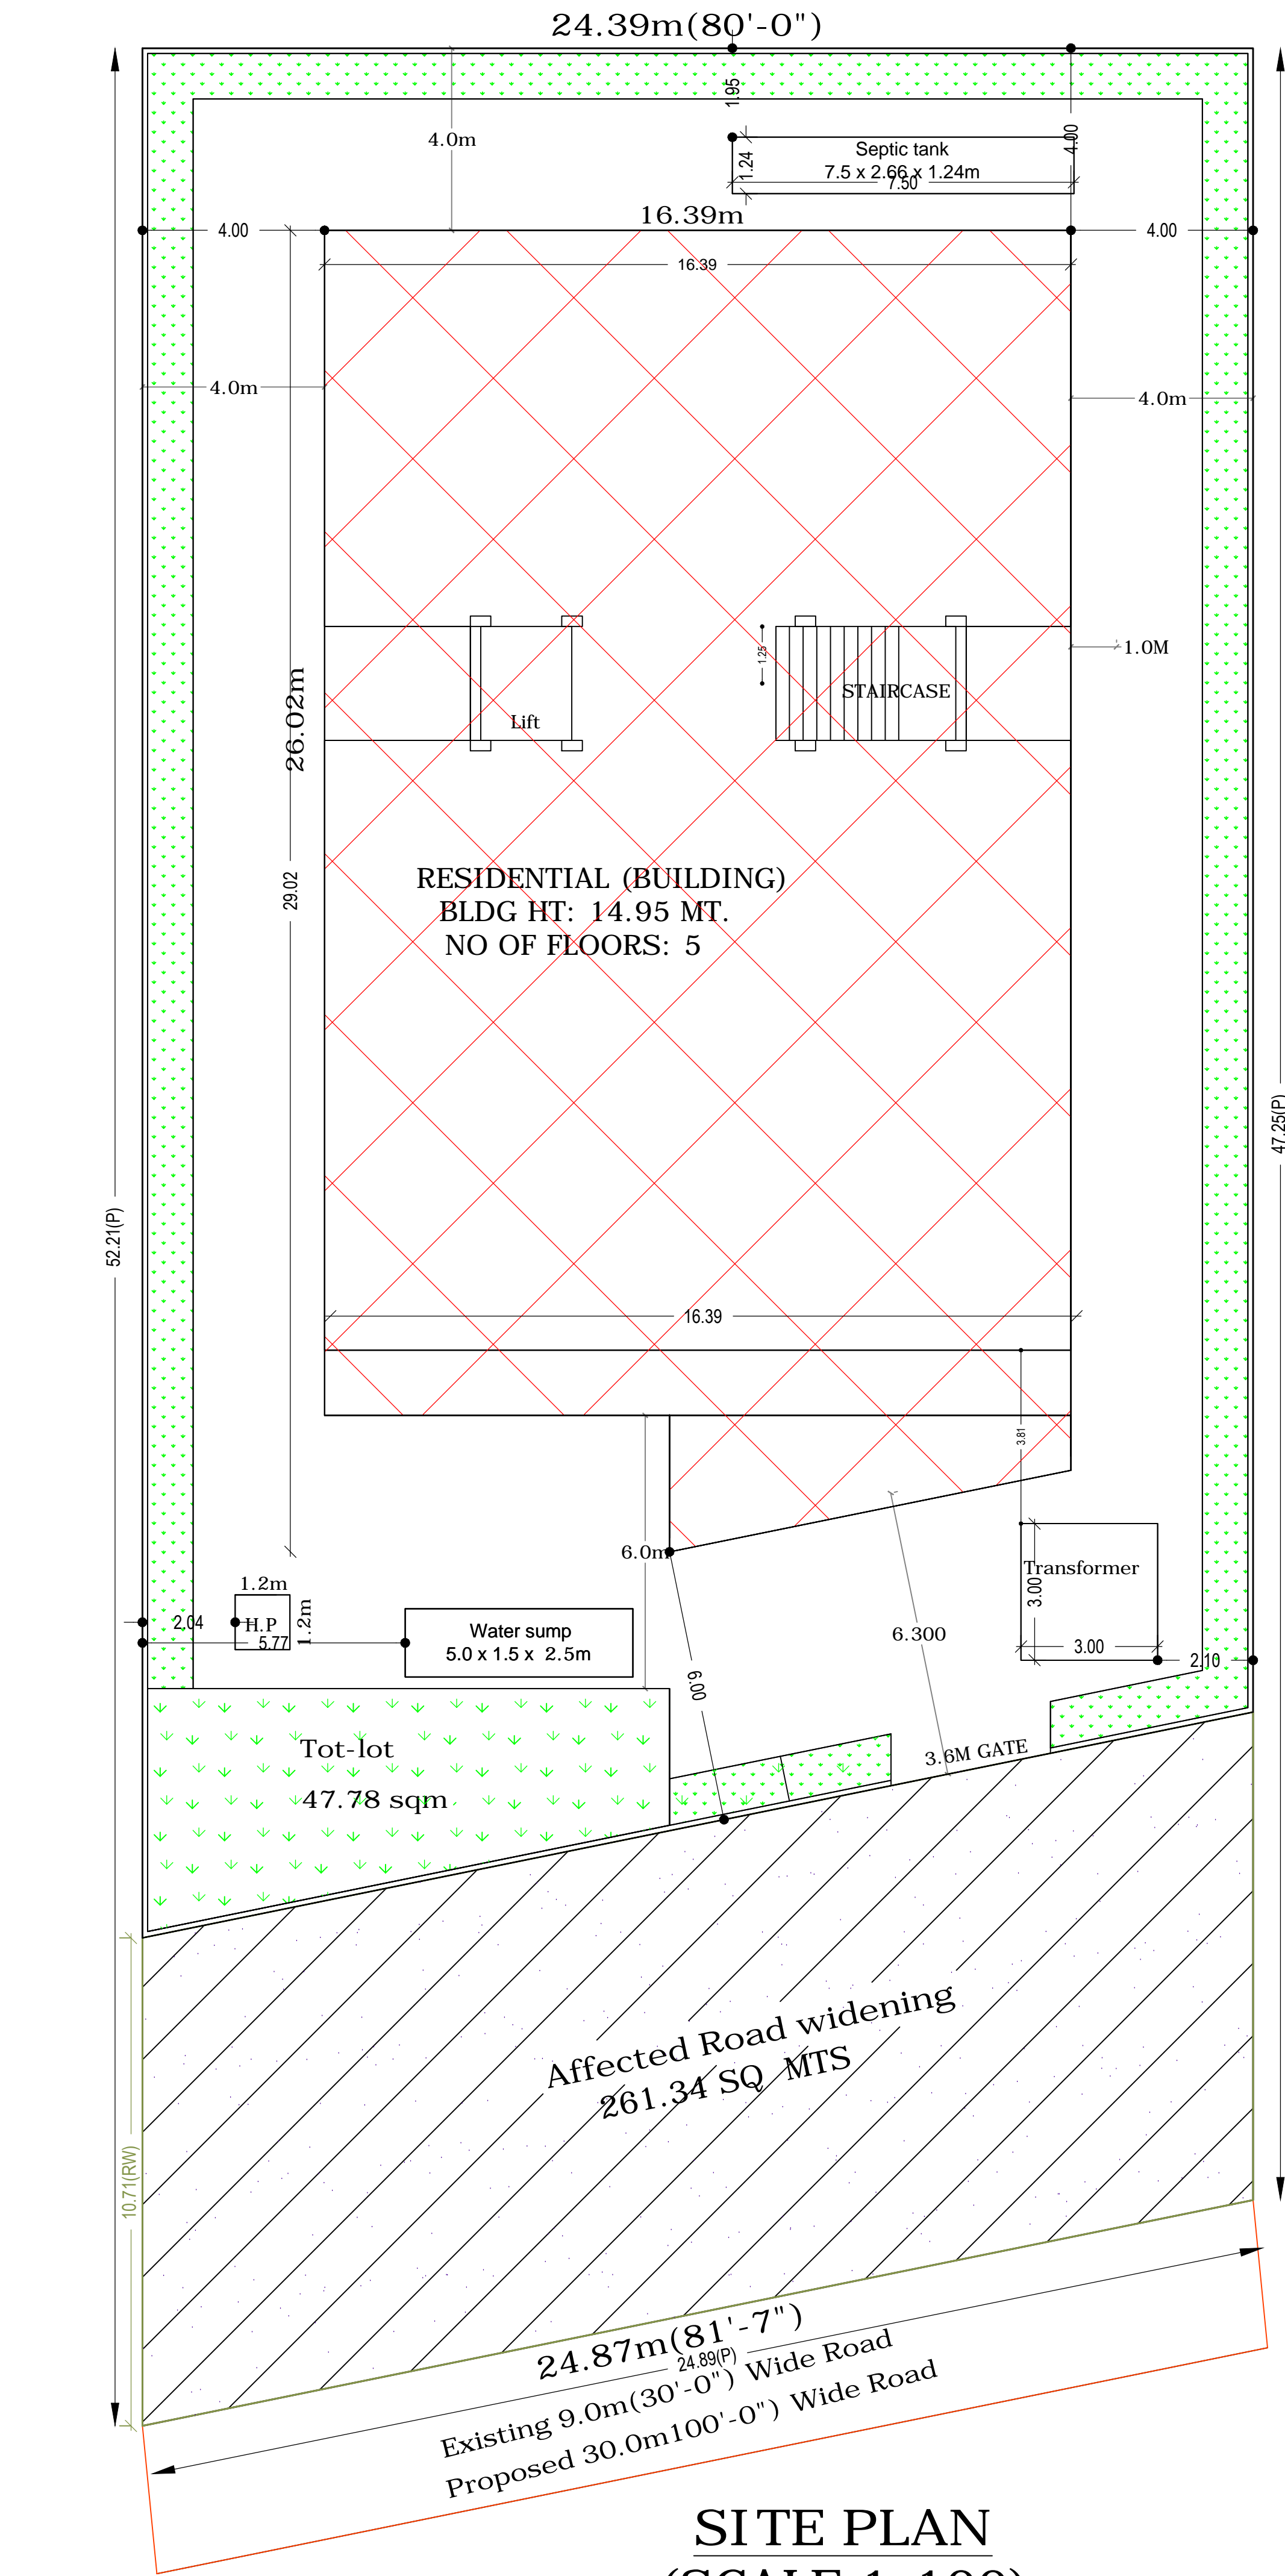 24.39m(80'-0")
1.95
4.0m
4.00
1.24
Septic tank
7.5 x 2.66 x 1.24m
7.50
16.39m
4.00
4.00
16.39
4.0m
4.0m
1.0M
1.25
STAIRCASE
Lift
26.02m
29.02
RESIDENTIAL (BUILDING)
BLDG HT: 14.95 MT.
NO OF FLOORS: 5
47.25(P)
52.21(P)
16.39
3.81
6.0m
Transformer
3.00
3.00
2.10
1.2m
1.2m
2.04
H.P
5.77
Water sump
5.0 x 1.5 x 2.5m
6.300
6.00
3.6M GATE
Tot-lot
47.78 sqm
Affected Road widening
261.34 SQ MTS
10.71(RW)
24.87m(81'-7")
24.89(P)
Existing 9.0m(30'-0") Wide Road
Proposed 30.0m100'-0") Wide Road
SITE PLAN
(SCALE 1:100)